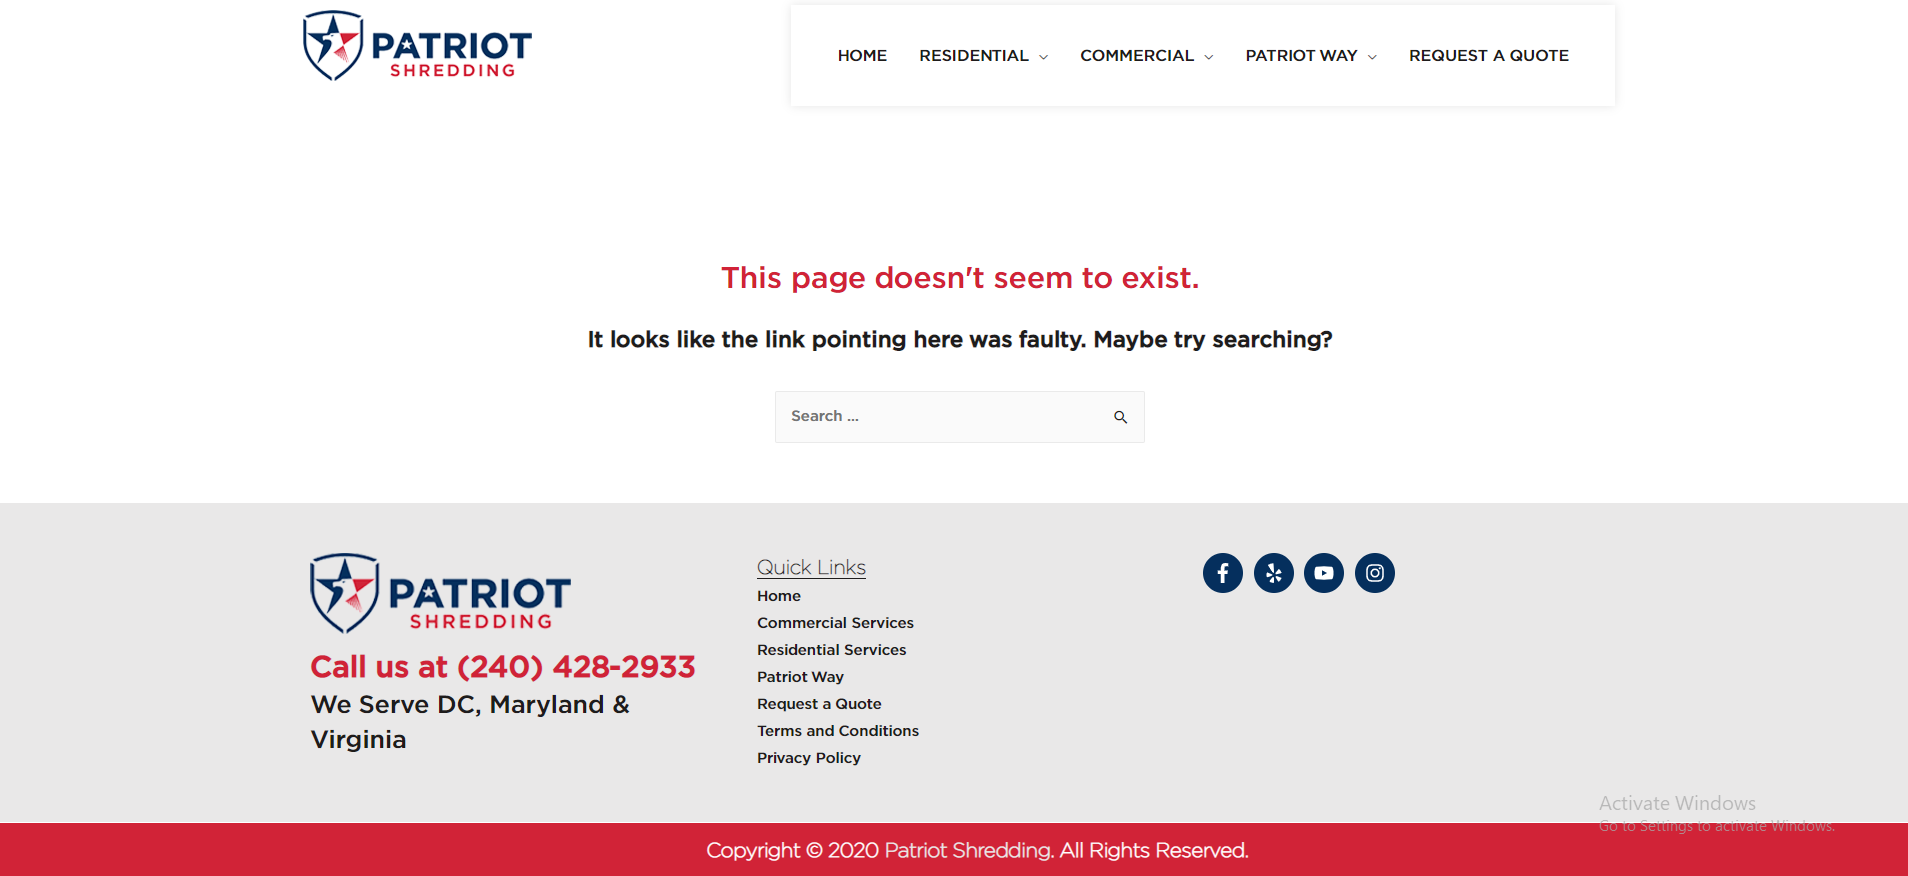 PATRIOT
SHREDDING
HOME RESIDENTIAL COMMERCIAL PATRIOT WAY REQUEST A QUOTE
This page doesn't seem to exist.
It looks like the link pointing here was faulty. Maybe try searching?
Search ...
PATRIOT
SHREDDING
Call us at (240) 428-2933
We Serve DC, Maryland &
Virginia
Quick Links
Home
Commercial Services
Residential Services
Patriot Way
Request a Quote
Terms and Conditions
Privacy Policy
Activate Windows
Go to Settings to activate Windows.
Copyright © 2020 Patriot Shredding. All Rights Reserved.